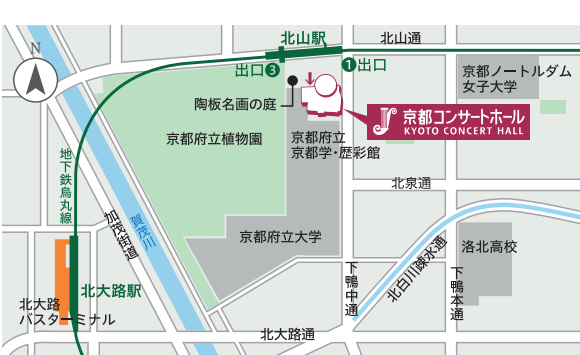 N
北山駅
北山通
出口❸
❶出口
京都ノートルダム
女子大学
陶板名画の庭
京都コンサートホール
KYOTO CONCERT HALL
京都府立植物園
京都府立
京都学・歴彩館
地下鉄烏丸線
北泉通
加茂街道
賀茂川
京都府立大学
洛北高校
北白川疎水通
下鴨中通
下鴨本通
北大路駅
北大路
バスターミナル
北大路通